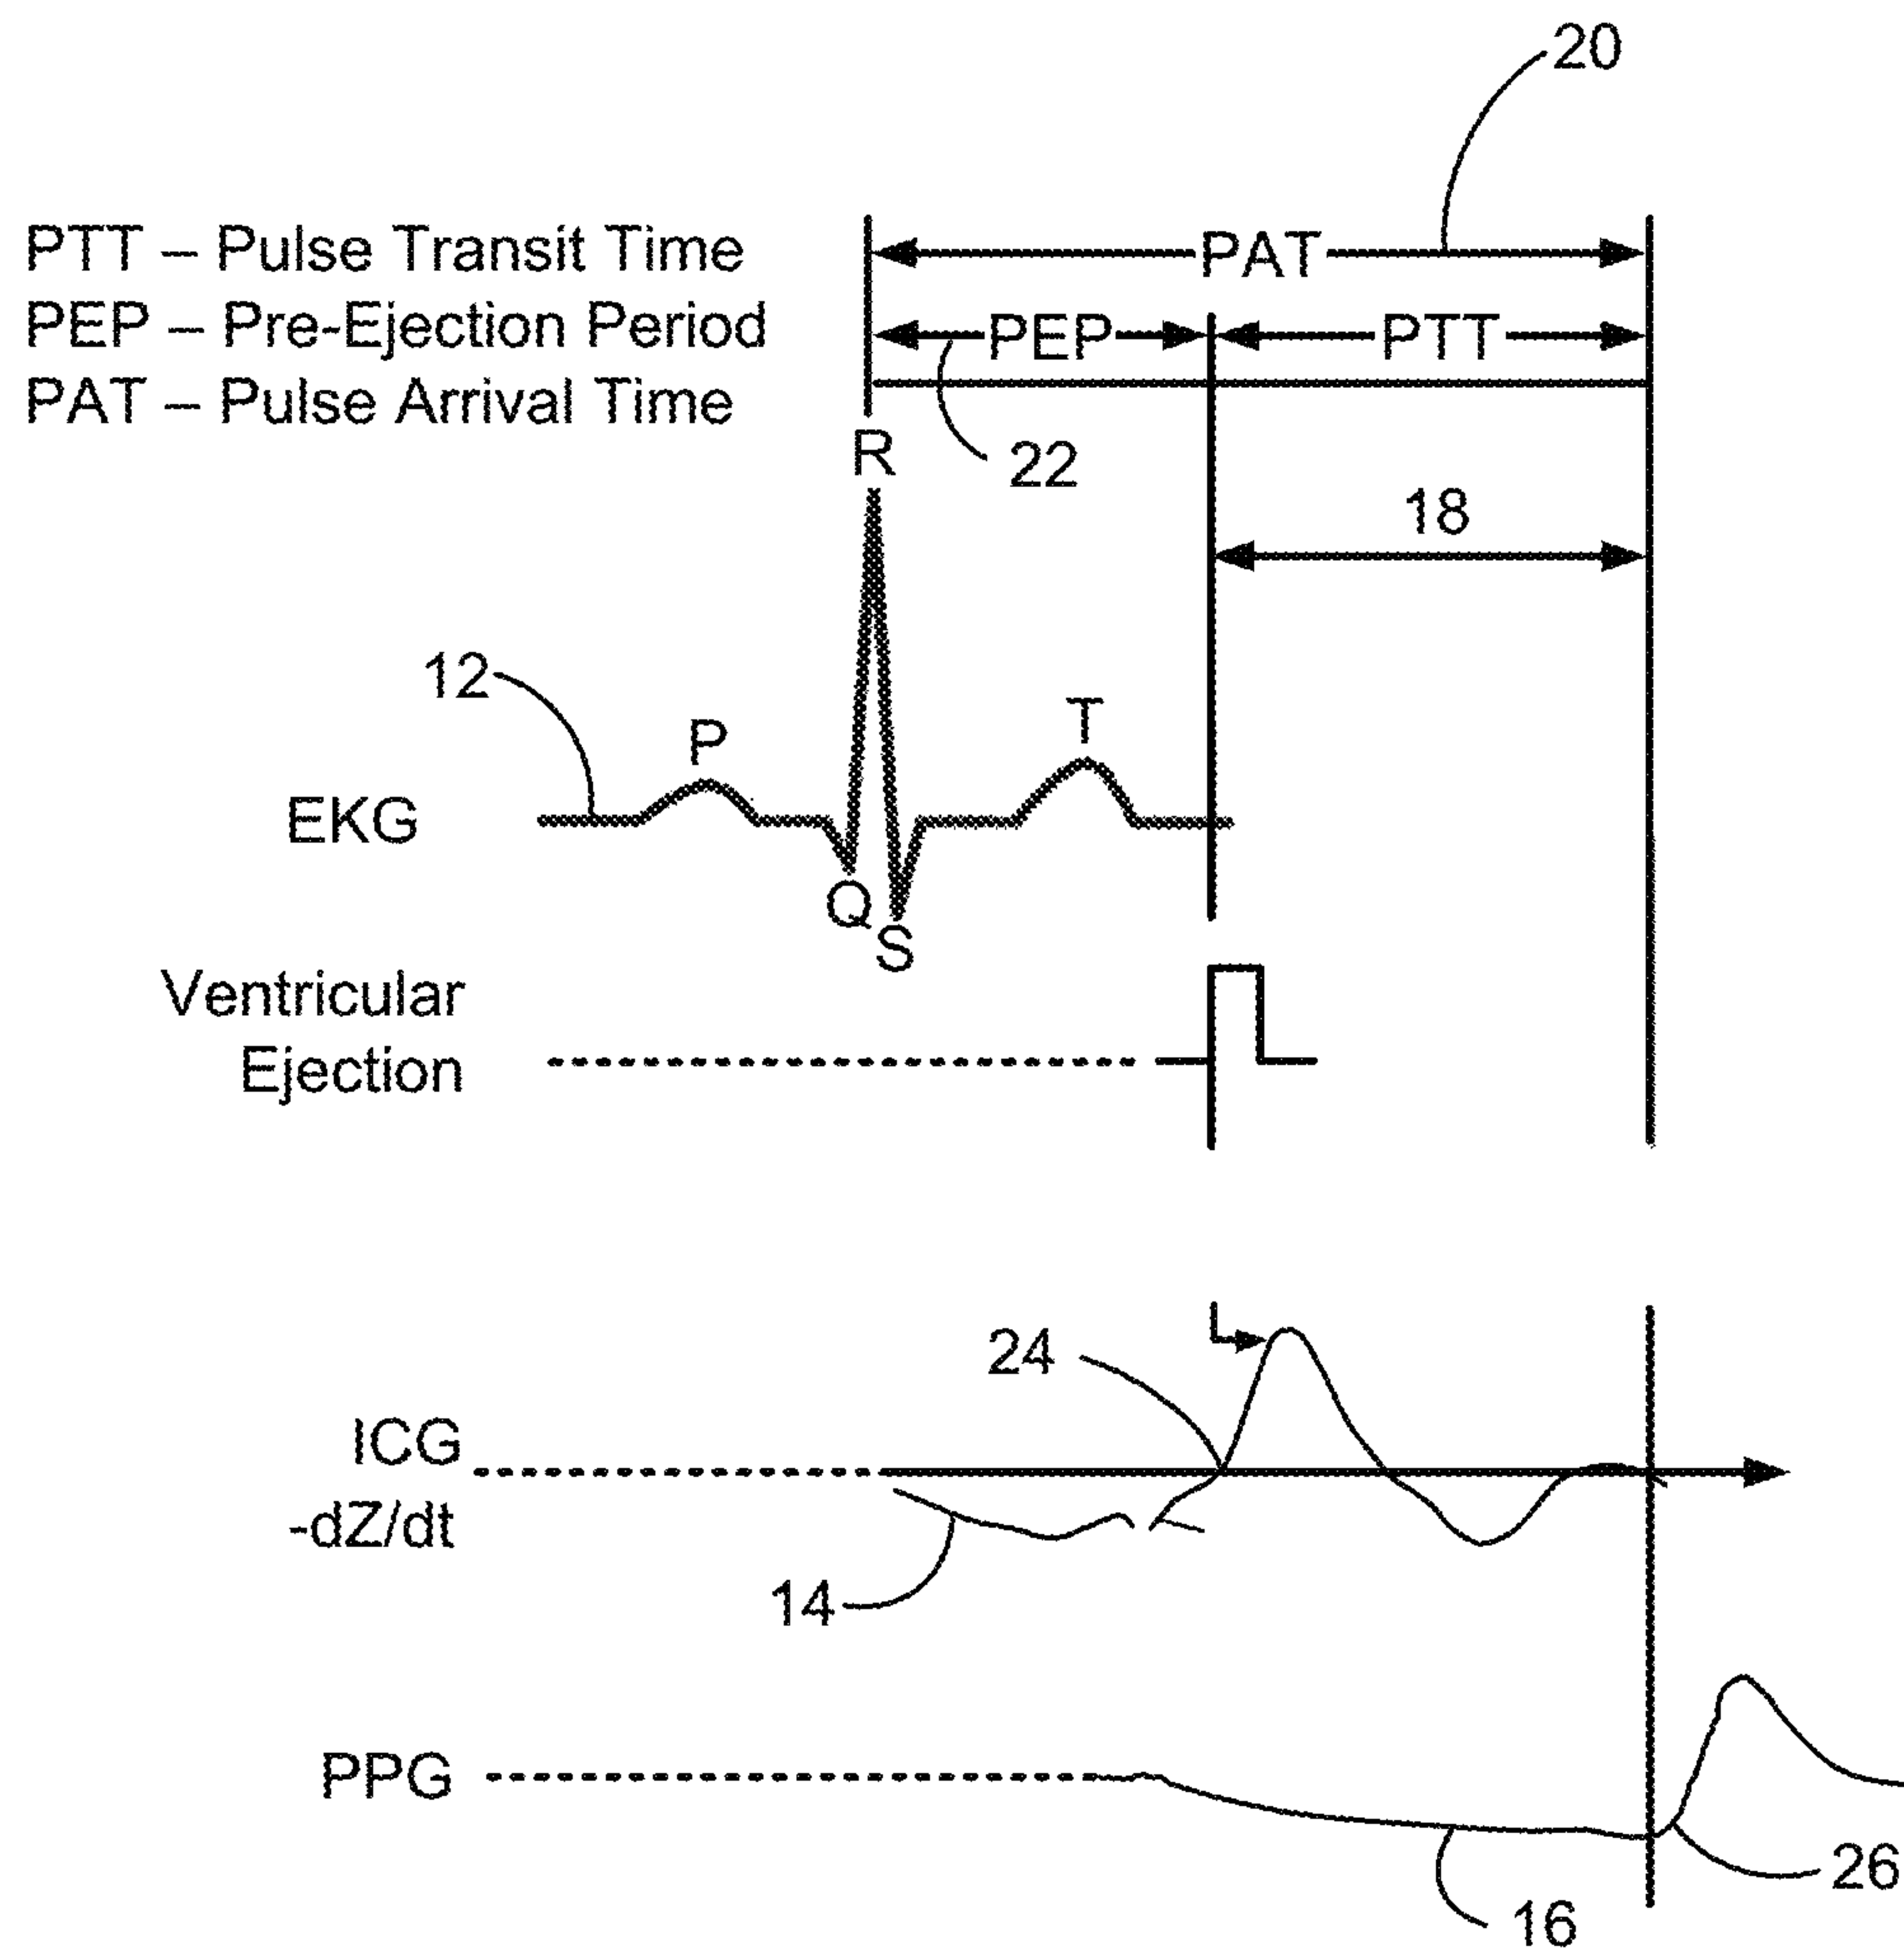 20
PTT – Pulse Transit Time
PEP – Pre-Ejection Period
PAT – Pulse Arrival Time
PAT
PEP
PTT
R
22
18
12
P
T
EKG
Q
S
Ventricular
Ejection
24
ICG
-dZ/dt
14
PPG
26
16